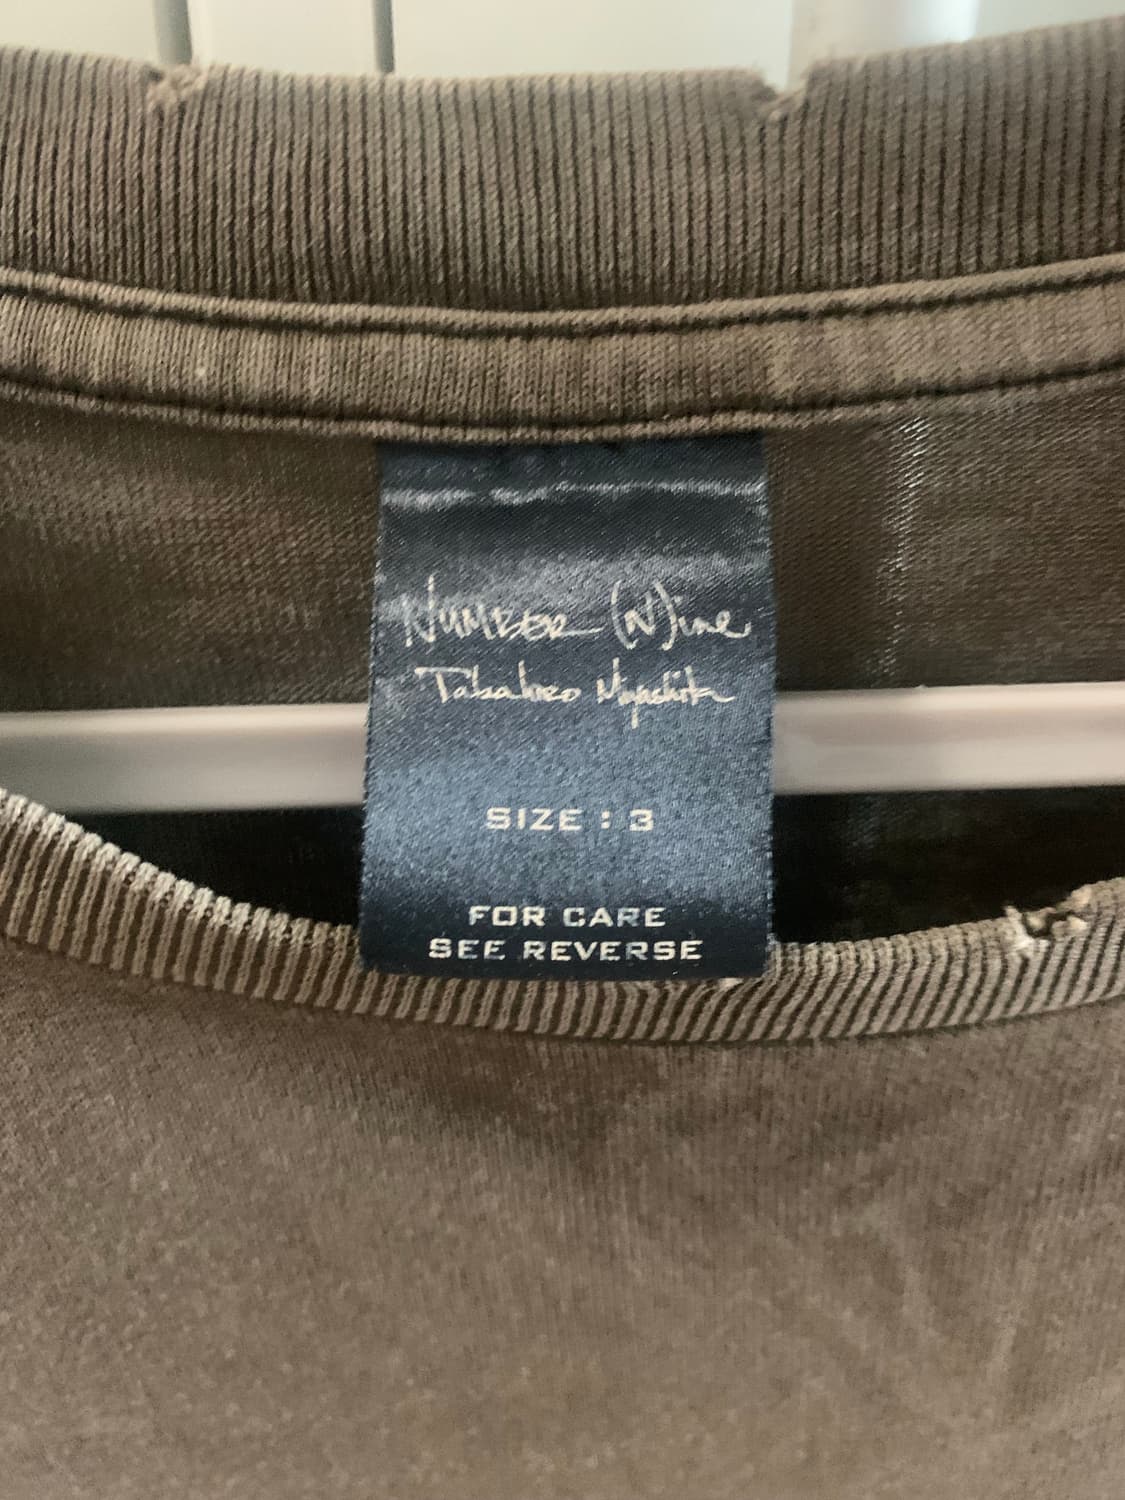 NUMBER (N)ine
Takahiro Miyashita
SIZE : 3
FOR CARE
SEE REVERSE